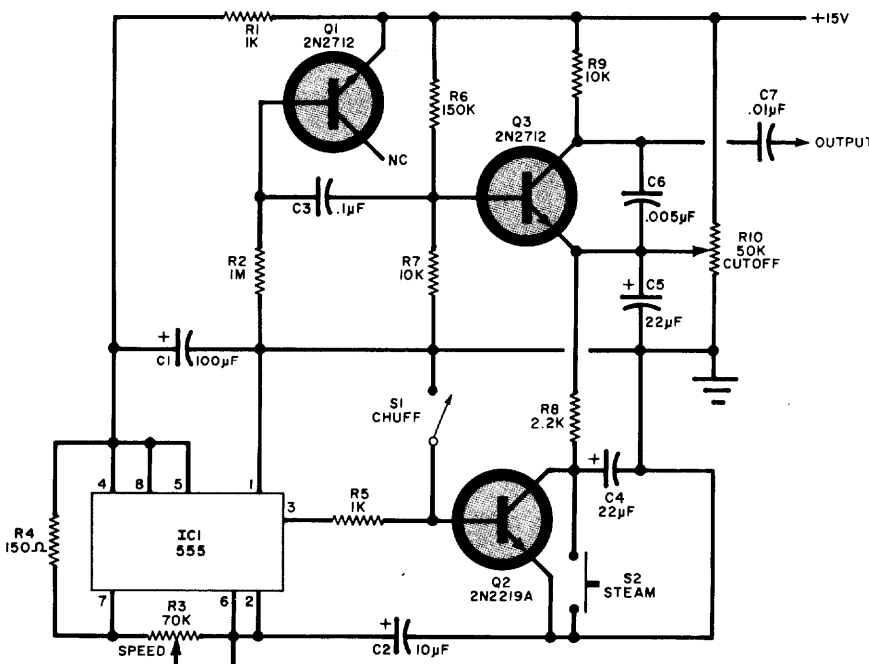 R1
1K
Q1
2N2712
+15V
R6
150K
R9
10K
Q3
2N2712
C7
.01µF
OUTPUT
NC
C3
.1µF
C6
.005µF
R10
50K
CUTOFF
R2
1M
R7
10K
+
C5
22µF
+
C1
100µF
S1
CHUFF
R8
2.2K
+
C4
22µF
4
8
5
1
3
R5
1K
R4
150Ω
IC1
555
Q2
2N2219A
S2
STEAM
7
R3
70K
6
2
SPEED
+
C2
10µF